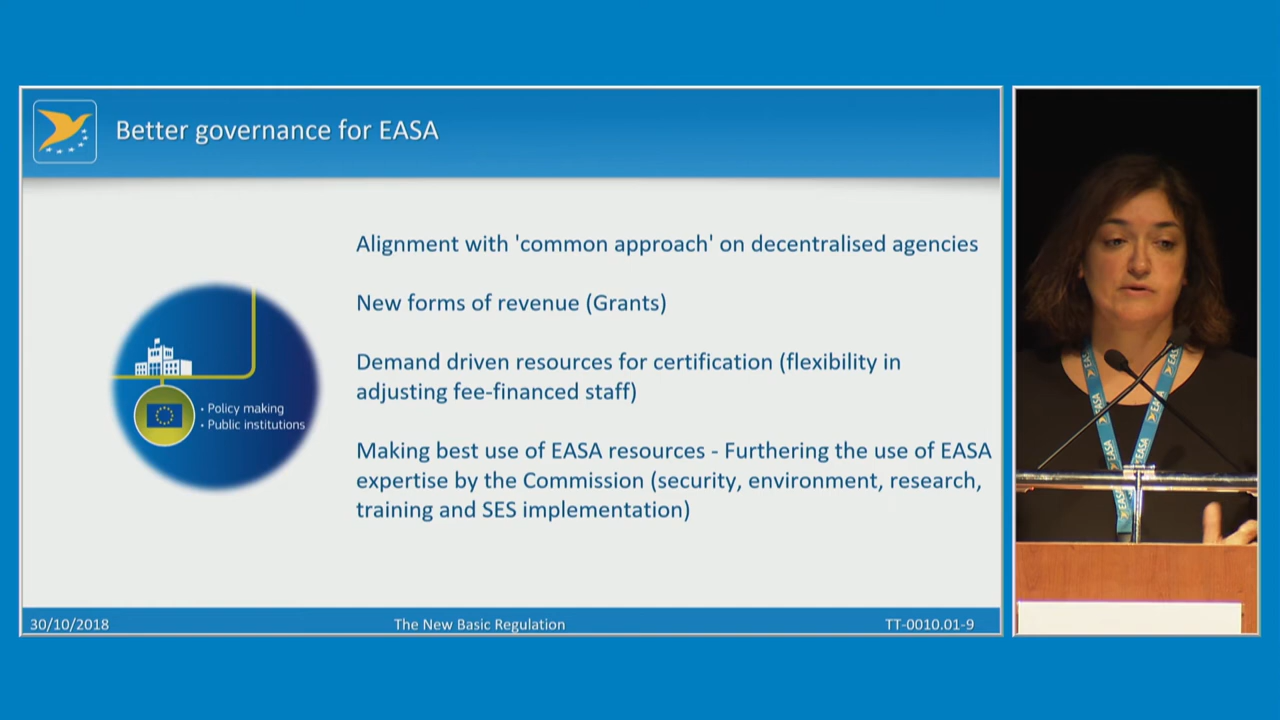 Better governance for EASA
Alignment with 'common approach' on decentralised agencies
New forms of revenue (Grants)
Demand driven resources for certification (flexibility in
adjusting fee-financed staff)
Making best use of EASA resources - Furthering the use of EASA
expertise by the Commission (security, environment, research,
training and SES implementation)
• Policy making
• Public institutions
30/10/2018
The New Basic Regulation
TT-0010.01-9
EASA
EASA